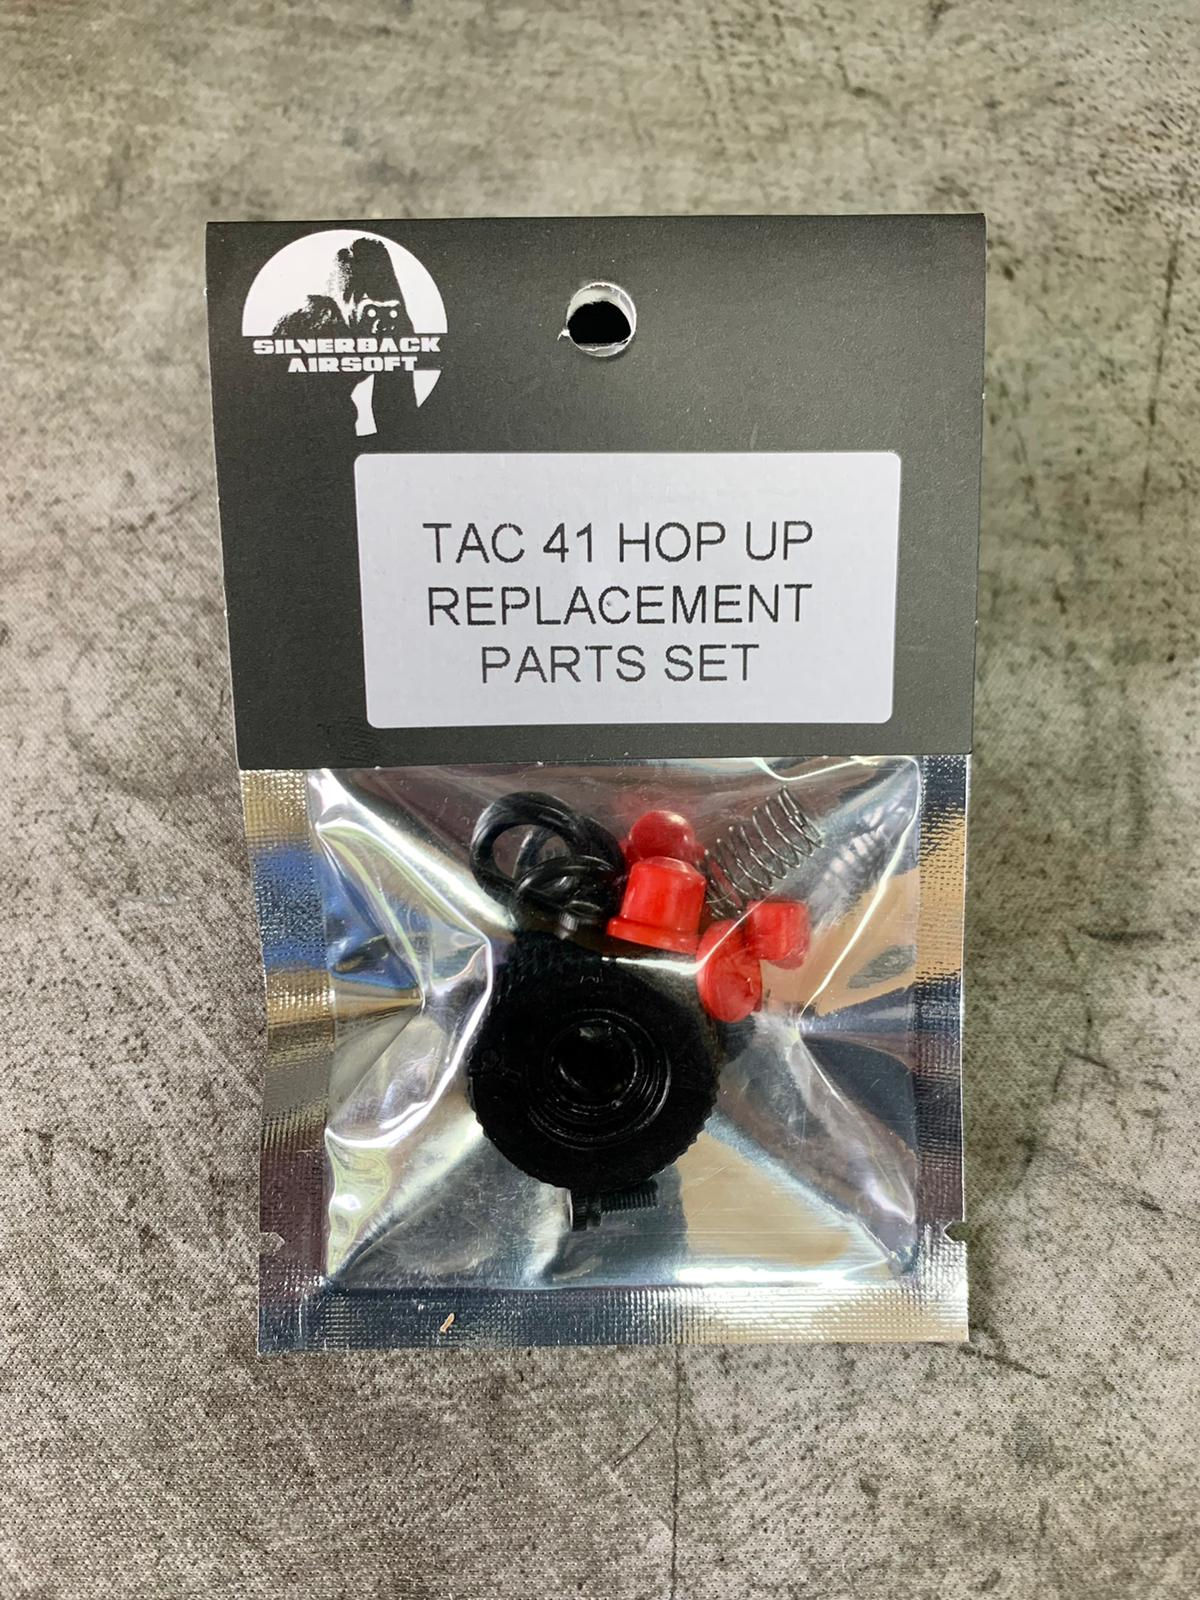 SILVERBACK
AIRSOFT
TAC 41 HOP UP
REPLACEMENT
PARTS SET